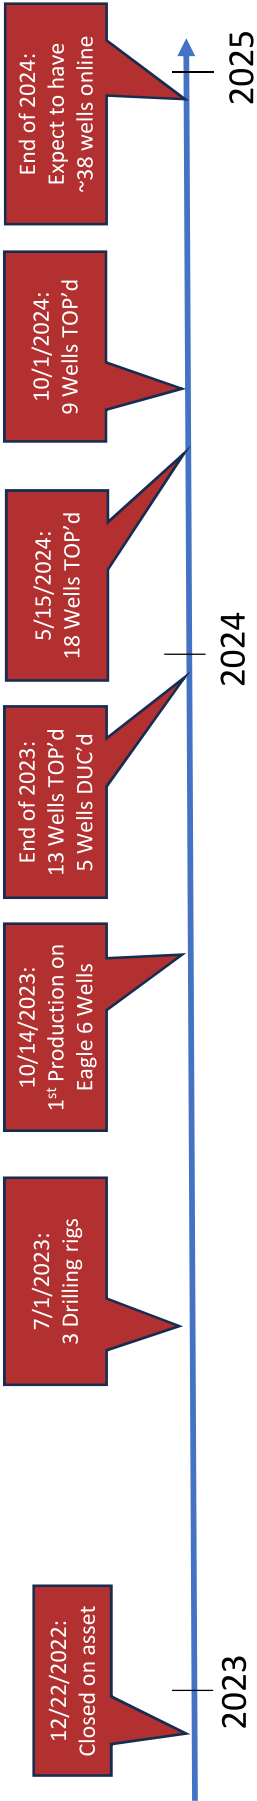 12/22/2022:
Closed on asset
7/1/2023:
3 Drilling rigs
10/14/2023:
1st Production on
Eagle 6 Wells
End of 2023:
13 Wells TOP’d
5 Wells DUC’d
5/15/2024:
18 Wells TOP’d
10/1/2024:
9 Wells TOP’d
End of 2024:
Expect to have
~38 wells online
2023
2024
2025